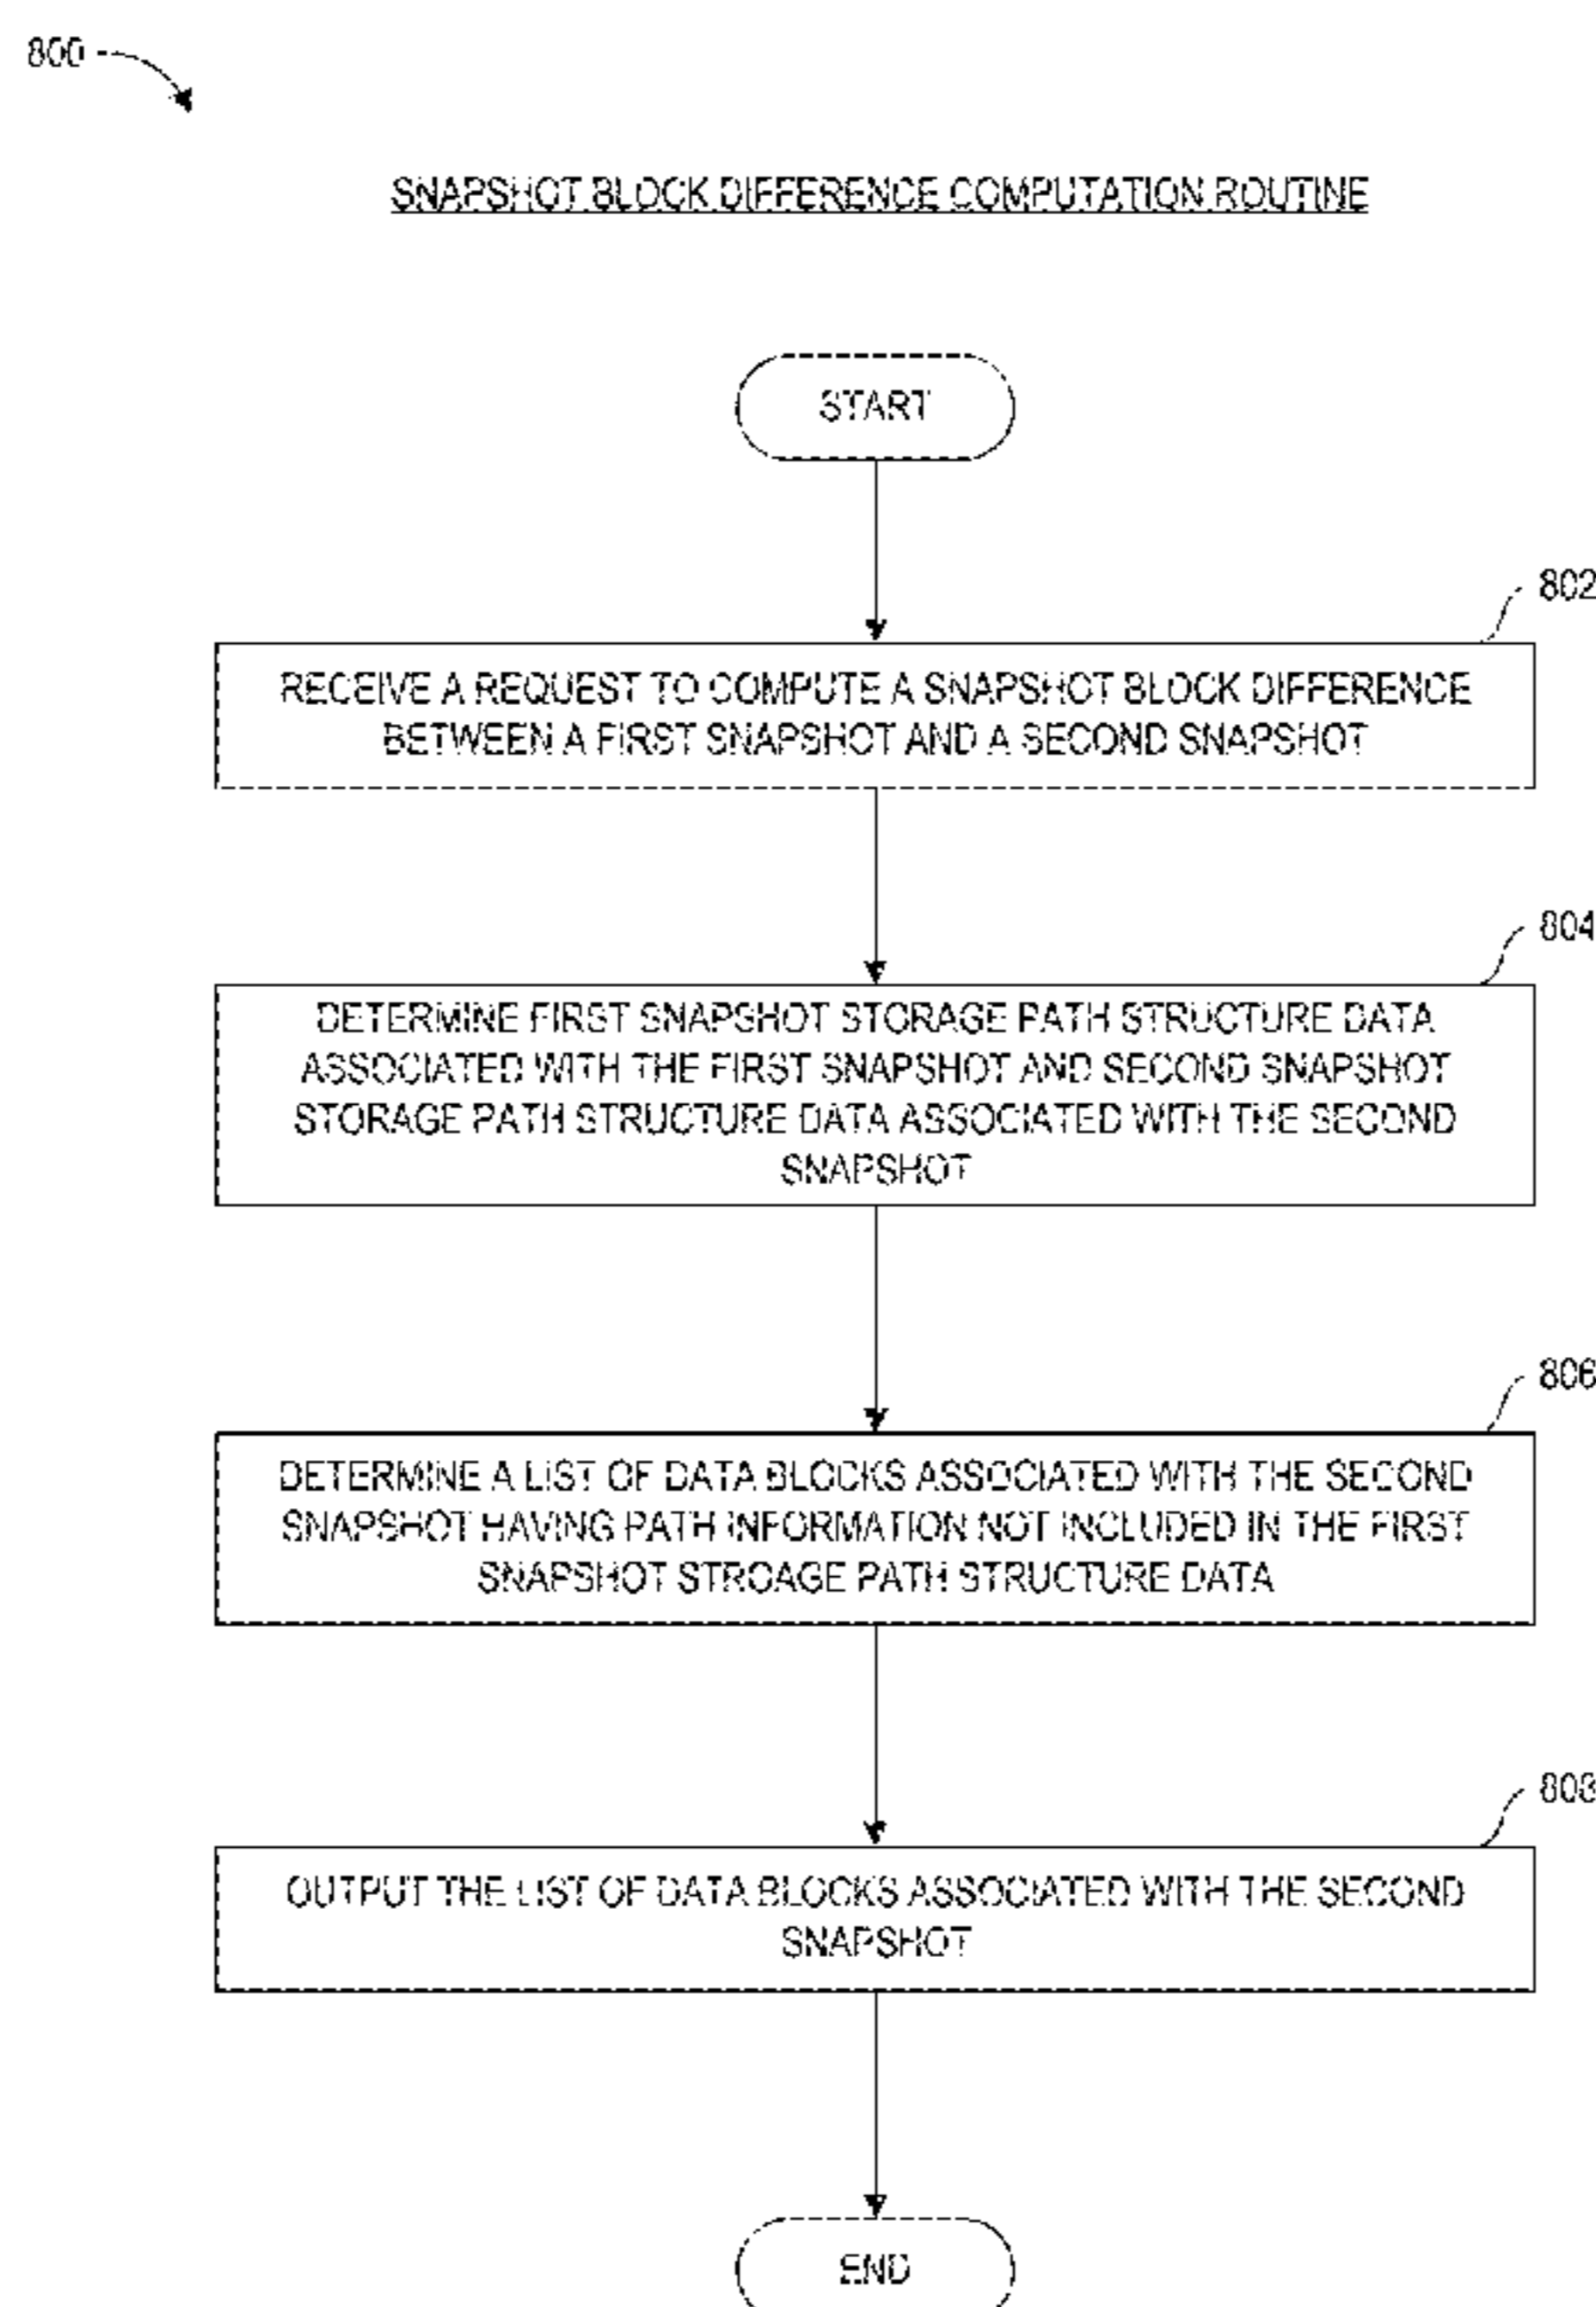 800
SNAPSHOT BLOCK DIFFERENCE COMPUTATION ROUTINE
START
802
RECEIVE A REQUEST TO COMPUTE A SNAPSHOT BLOCK DIFFERENCE
BETWEEN A FIRST SNAPSHOT AND A SECOND SNAPSHOT
804
DETERMINE FIRST SNAPSHOT STORAGE PATH STRUCTURE DATA
ASSOCIATED WITH THE FIRST SNAPSHOT AND SECOND SNAPSHOT
STORAGE PATH STRUCTURE DATA ASSOCIATED WITH THE SECOND
SNAPSHOT
806
DETERMINE A LIST OF DATA BLOCKS ASSOCIATED WITH THE SECOND
SNAPSHOT HAVING PATH INFORMATION NOT INCLUDED IN THE FIRST
SNAPSHOT STROAGE PATH STRUCTURE DATA
808
OUTPUT THE LIST OF DATA BLOCKS ASSOCIATED WITH THE SECOND
SNAPSHOT
END